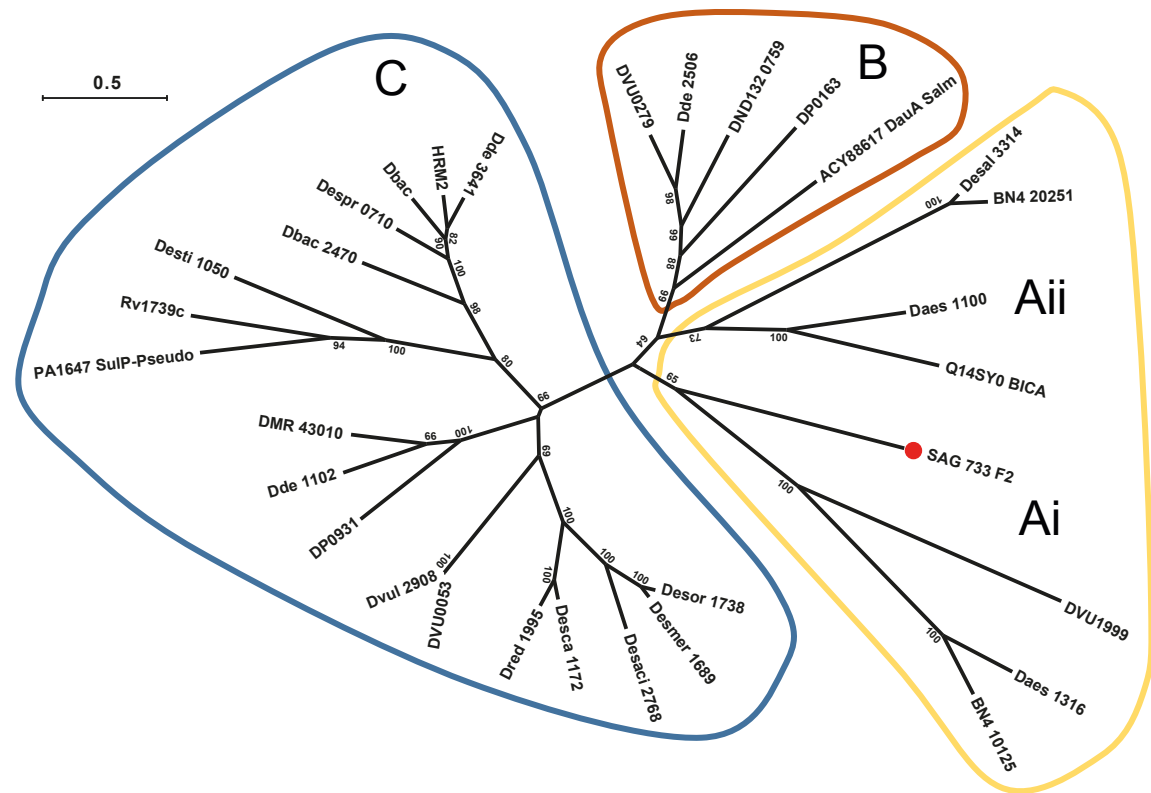 0.5
C
B
Aii
Ai
DVU0279
Dde 2506
DND132 0759
DP0163
ACY88617 DauA Salm
98
99
88
99
Desal 3314
BN4 20251
100
Daes 1100
Q14SY0 BICA
100
73
64
65
SAG 733 F2
100
DVU1999
Daes 1316
BN4 10125
100
Dde 3641
HRM2
Dbac
Despr 0710
Dbac 2470
82
90
100
98
Desti 1050
Rv1739c
PA1647 SulP-Pseudo
94
100
80
99
DMR 43010
Dde 1102
DP0931
99
100
69
Dvul 2908
DVU0053
100
100
Dred 1995
Desca 1172
100
Desaci 2768
Desmer 1689
Desor 1738
100
100